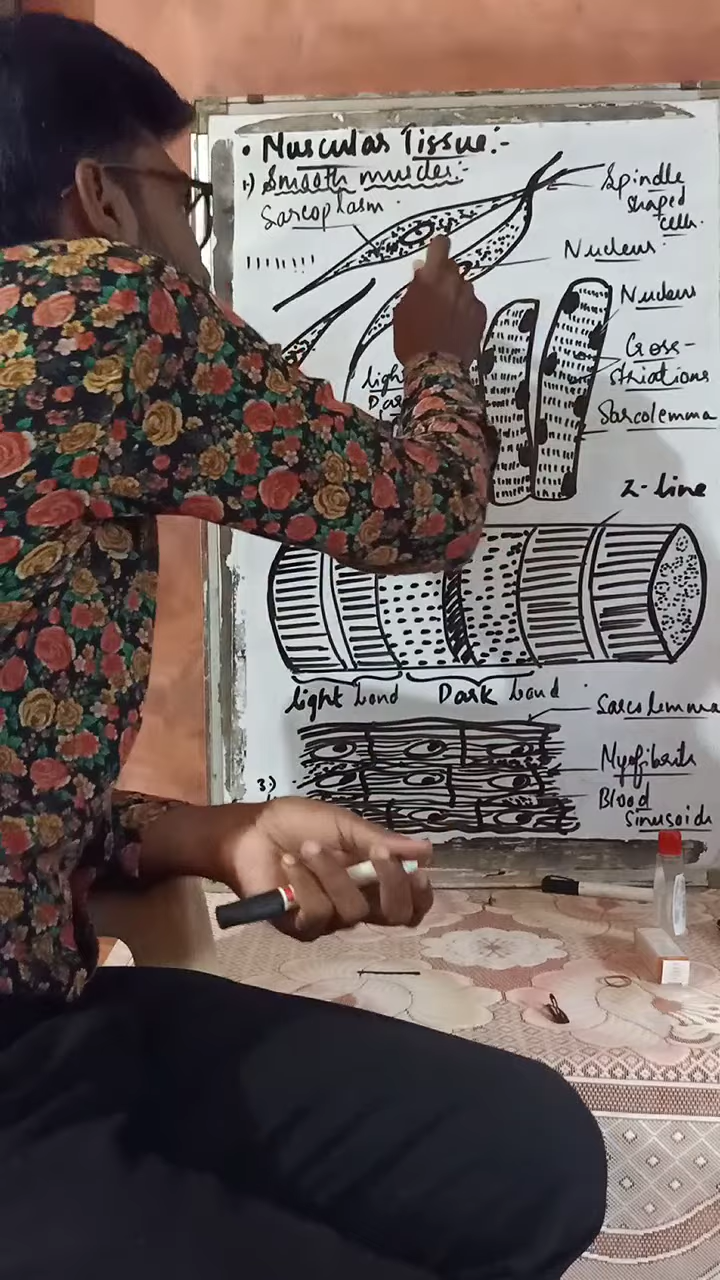 • Muscular Tissue:-
1.) Smooth muscles:-
Sarcoplasm
Spindle
shaped
cells.
Nucleus
Nucleus
Cross-
Striations
Sarcolemma
Z-line
light band
Dark band
Sarcolemma
3)
Myofibrils
Blood
Sinusoids